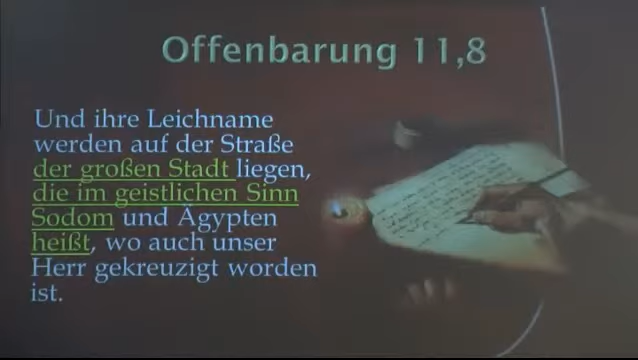 Offenbarung 11,8
Und ihre Leichname
werden auf der Straße
der großen Stadt liegen,
die im geistlichen Sinn
Sodom und Ägypten
heißt, wo auch unser
Herr gekreuzigt worden
ist.